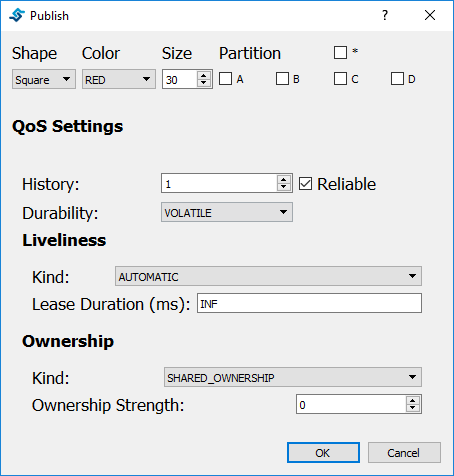 Publish
Shape Color Size Partition *
Square RED 30 A B C D
QoS Settings
History: 1 Reliable
Durability: VOLATILE
Liveliness
Kind: AUTOMATIC
Lease Duration (ms): INF
Ownership
Kind: SHARED_OWNERSHIP
Ownership Strength: 0
OK Cancel